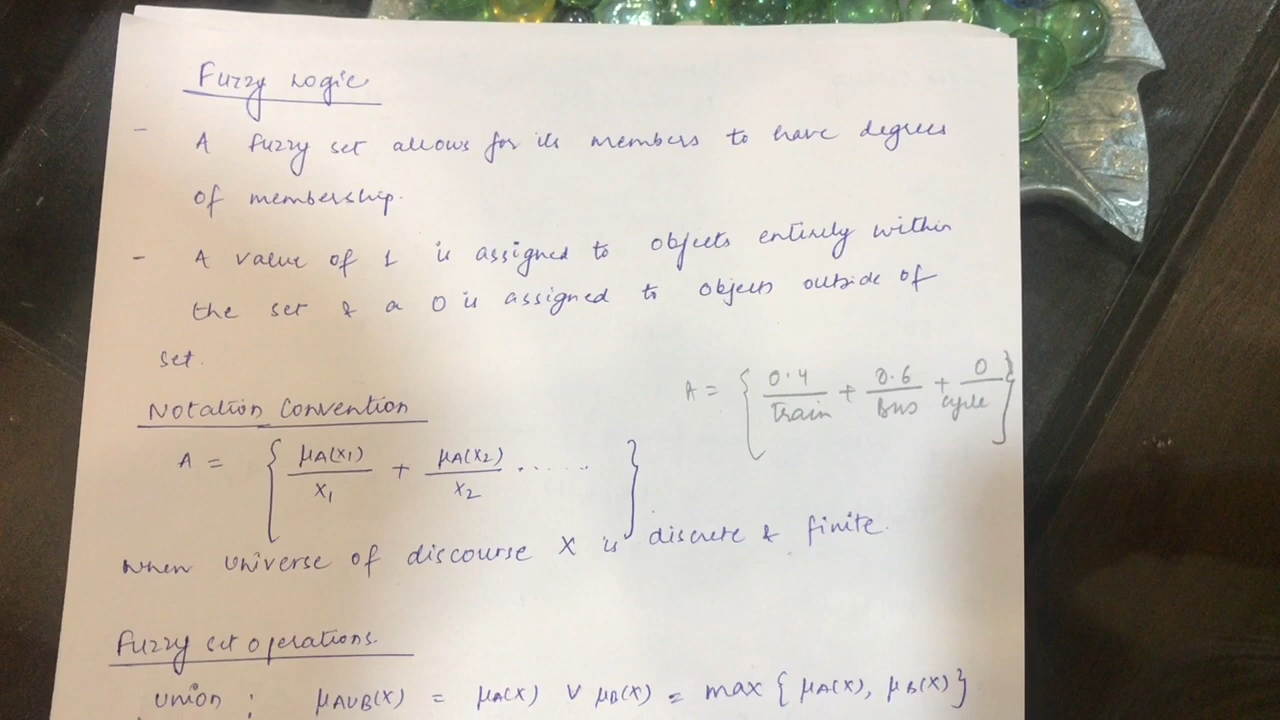 Fuzzy Logic
- A fuzzy set allows for its members to have degrees
of membership.
- A value of 1 is assigned to objects entirely within
the set & a 0 is assigned to objects outside of
set.
A = { 0.4/Train + 0.6/Bus + 0/cycle }
Notation Convention
A = { μA(x1)/x1 + μA(x2)/x2 ...... }
when universe of discourse X is discrete & finite.
Fuzzy set operations.
Union : μAUB(x) = μA(x) V μB(x) = max { μA(x), μB(x) }